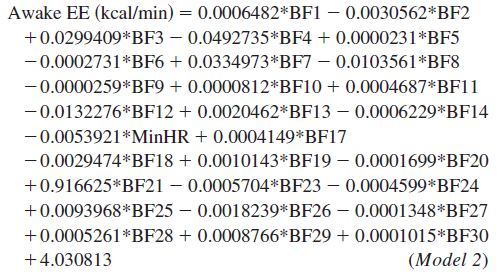 Awake EE (kcal/min) = 0.0006482*BF1 − 0.0030562*BF2
+0.0299409*BF3 − 0.0492735*BF4 + 0.0000231*BF5
−0.0002731*BF6 + 0.0334973*BF7 − 0.0103561*BF8
−0.0000259*BF9 + 0.0000812*BF10 + 0.0004687*BF11
−0.0132276*BF12 + 0.0020462*BF13 − 0.0006229*BF14
−0.0053921*MinHR + 0.0004149*BF17
−0.0029474*BF18 + 0.0010143*BF19 − 0.0001699*BF20
+0.916625*BF21 − 0.0005704*BF23 − 0.0004599*BF24
+0.0093968*BF25 − 0.0018239*BF26 − 0.0001348*BF27
+0.0005261*BF28 + 0.0008766*BF29 + 0.0001015*BF30
+4.030813 (Model 2)